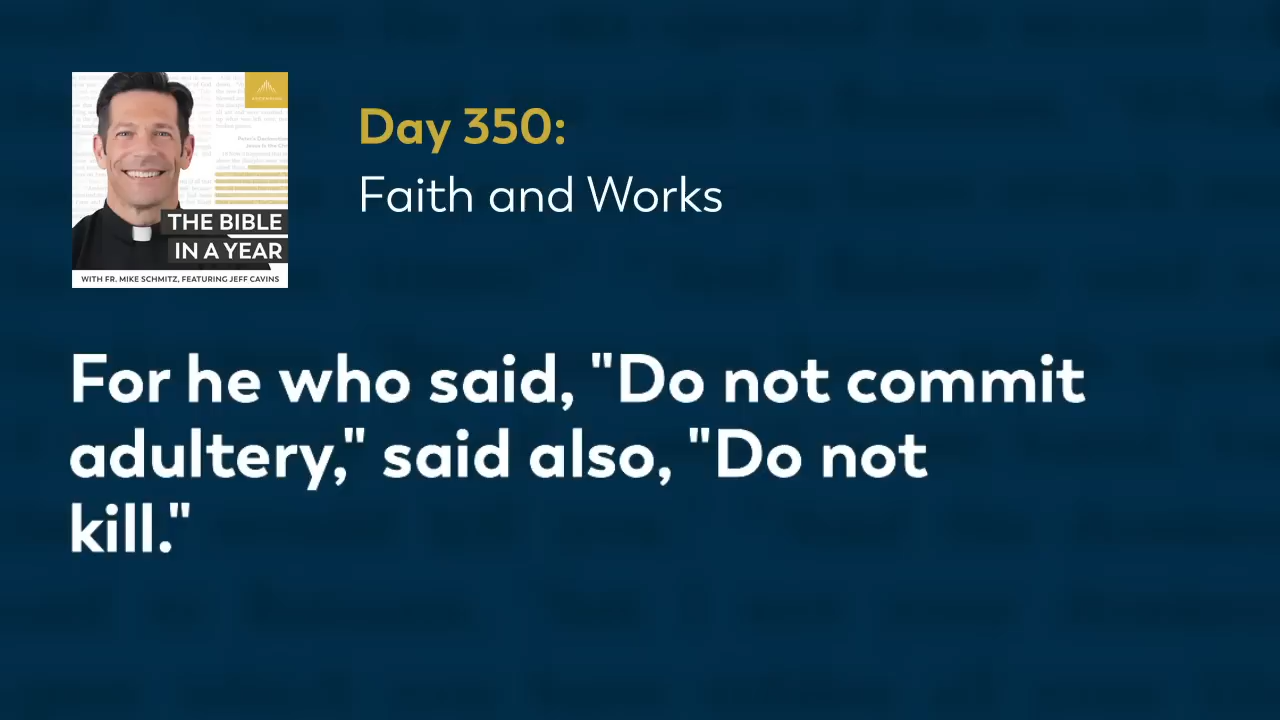 Day 350:
Faith and Works
THE BIBLE
IN A YEAR
WITH FR. MIKE SCHMITZ, FEATURING JEFF CAVINS
For he who said, "Do not commit
adultery," said also, "Do not
kill."